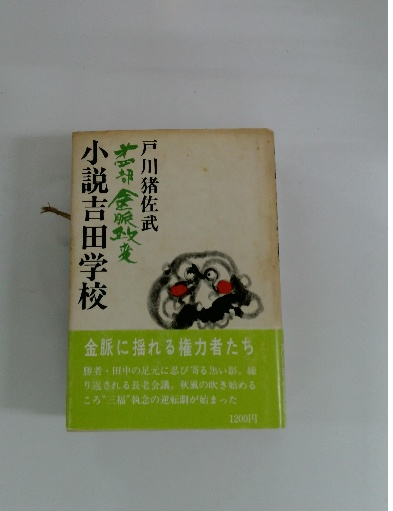 戸川猪佐武
第四部 金脈政変
小説吉田学校
金脈に揺れる権力者たち
勝者・田中の足元に忍び寄る黒い影。繰
り返される長老会議。秋風の吹き始める
ころ"三福"執念の逆転劇が始まった
1200円